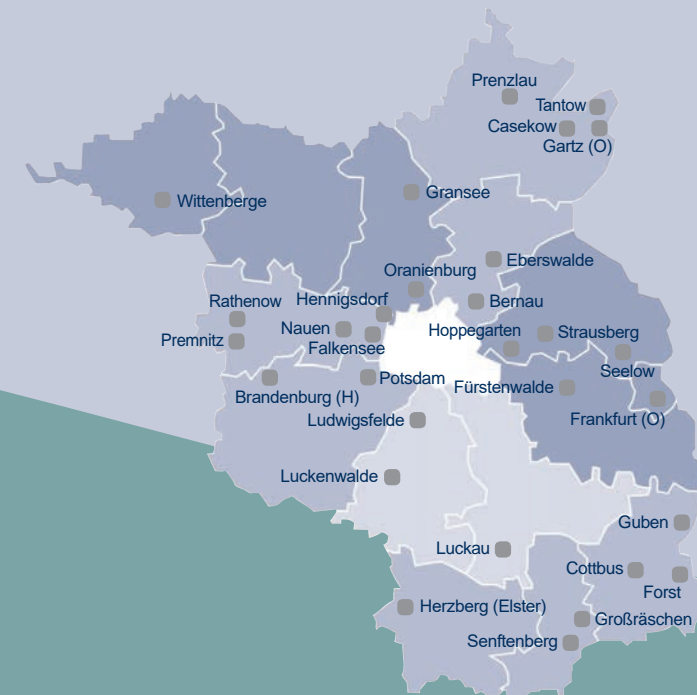 Prenzlau
Tantow
Casekow
Gartz (O)
Wittenberge
Gransee
Eberswalde
Oranienburg
Rathenow
Hennigsdorf
Bernau
Premnitz
Nauen
Falkensee
Hoppegarten
Strausberg
Seelow
Brandenburg (H)
Potsdam
Fürstenwalde
Frankfurt (O)
Ludwigsfelde
Luckenwalde
Guben
Luckau
Cottbus
Forst
Herzberg (Elster)
Großräschen
Senftenberg